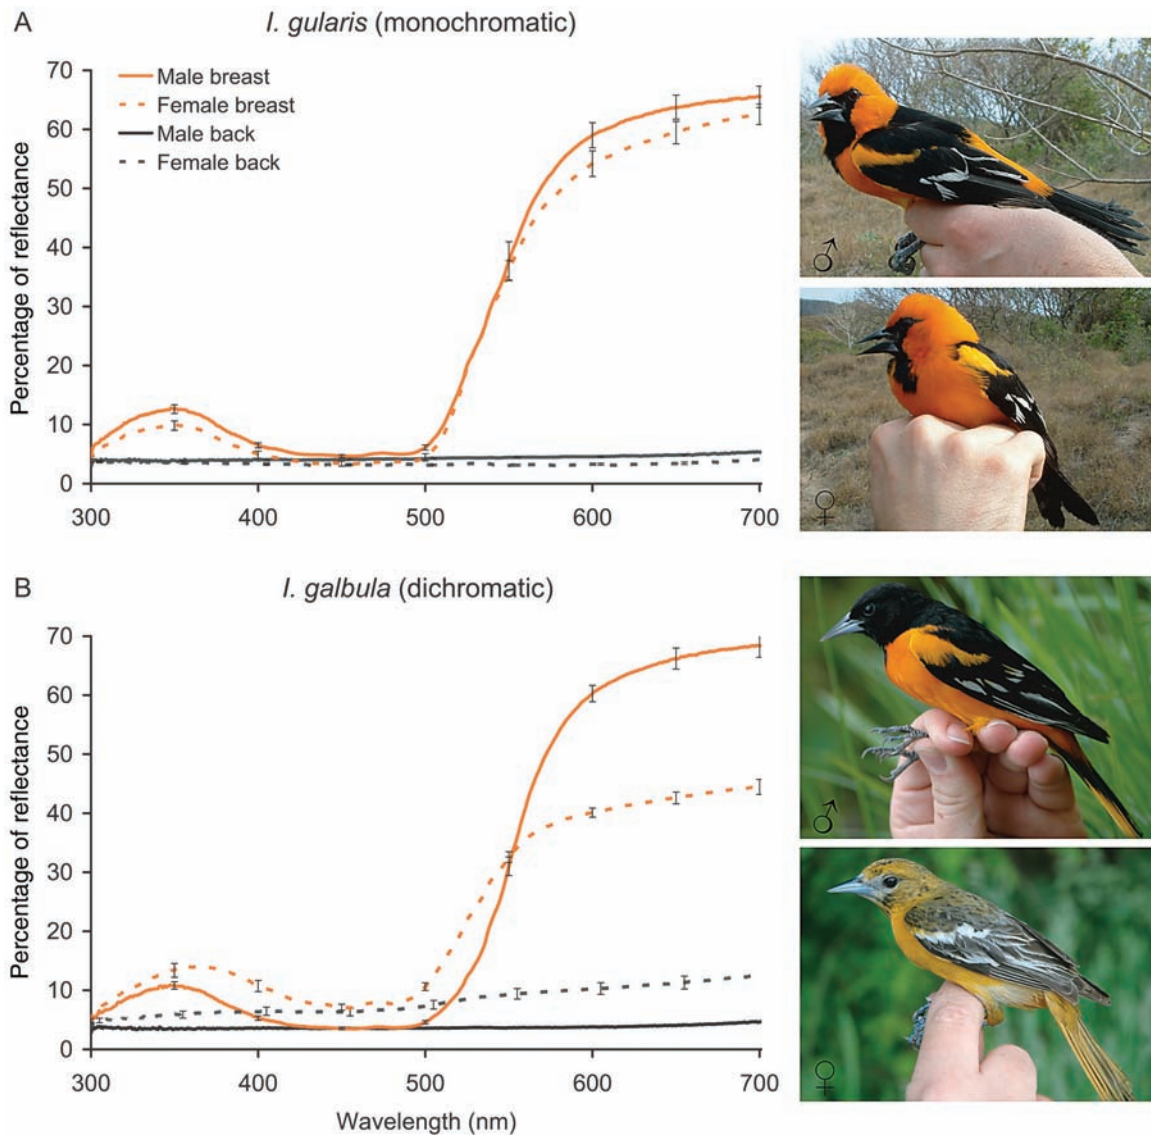 A
I. gularis (monochromatic)
Male breast
Female breast
Male back
Female back
Percentage of reflectance
70
60
50
40
30
20
10
0
300
400
500
600
700
♂
♀
B
I. galbula (dichromatic)
Percentage of reflectance
70
60
50
40
30
20
10
0
300
400
500
600
700
Wavelength (nm)
♂
♀